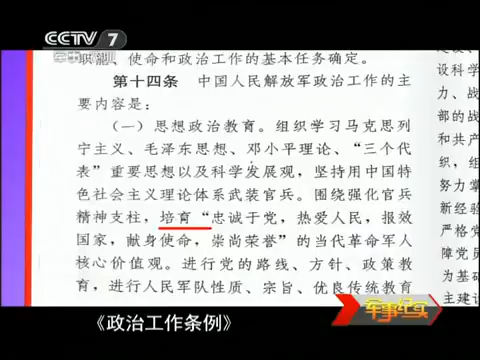 CCTV 7
职能、使命和政治工作的基本任务确定。
第十四条 中国人民解放军政治工作的主
要内容是：
（一）思想政治教育。组织学习马克思列
宁主义、毛泽东思想、邓小平理论、“三个代
表”重要思想以及科学发展观，坚持用中国特
色社会主义理论体系武装官兵。围绕强化官兵
精神支柱，培育“忠诚于党，热爱人民，报效
国家，献身使命，崇尚荣誉”的当代革命军人
核心价值观。进行党的路线、方针、政策教
育，进行人民军队性质、宗旨、优良传统教育
设科学
力、战
部的战
和共产
织，组
努力掌
新经验
严格党
障党员
为基础
主建设
军事纪实
《政治工作条例》